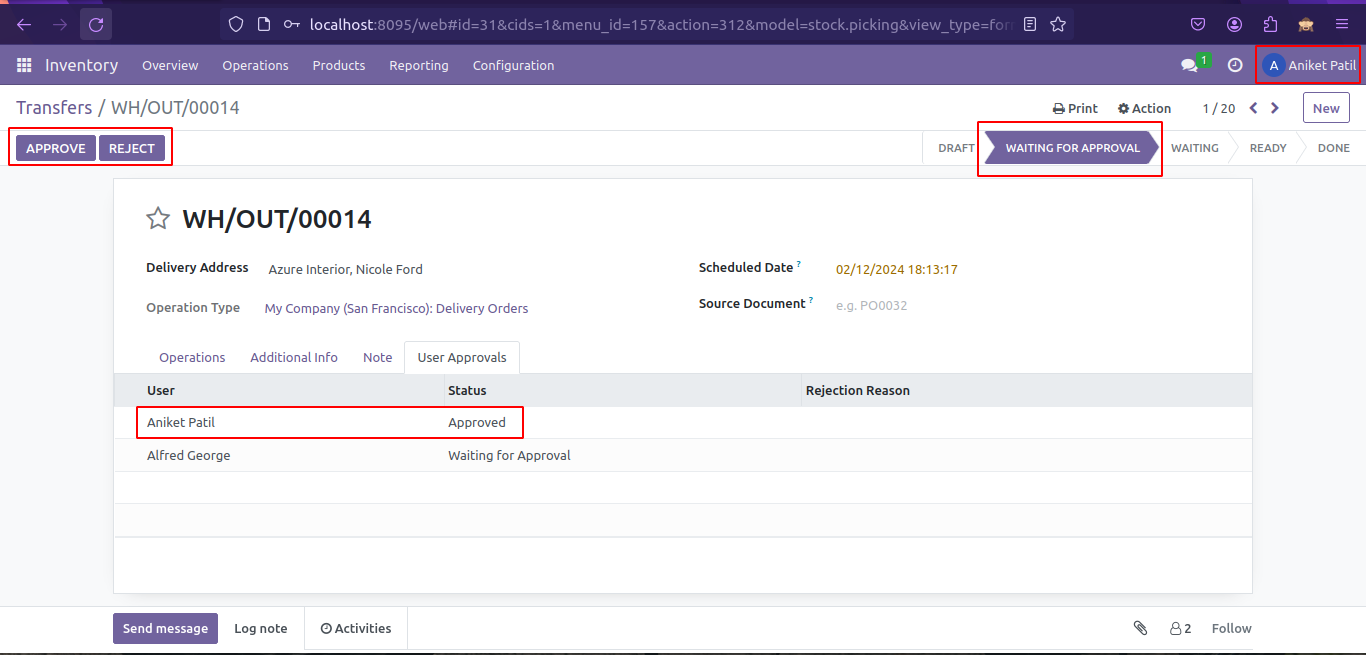 localhost:8095/web#id=31&cids=1&menu_id=157&action=312&model=stock.picking&view_type=for
Inventory Overview Operations Products Reporting Configuration 1 A Aniket Patil
Transfers / WH/OUT/00014 Print Action 1 / 20 New
APPROVE REJECT DRAFT WAITING FOR APPROVAL WAITING READY DONE
WH/OUT/00014
Delivery Address Azure Interior, Nicole Ford Scheduled Date ? 02/12/2024 18:13:17
Operation Type My Company (San Francisco): Delivery Orders Source Document ? e.g. PO0032
Operations Additional Info Note User Approvals
User Status Rejection Reason
Aniket Patil Approved
Alfred George Waiting for Approval
Send message Log note Activities 2 Follow